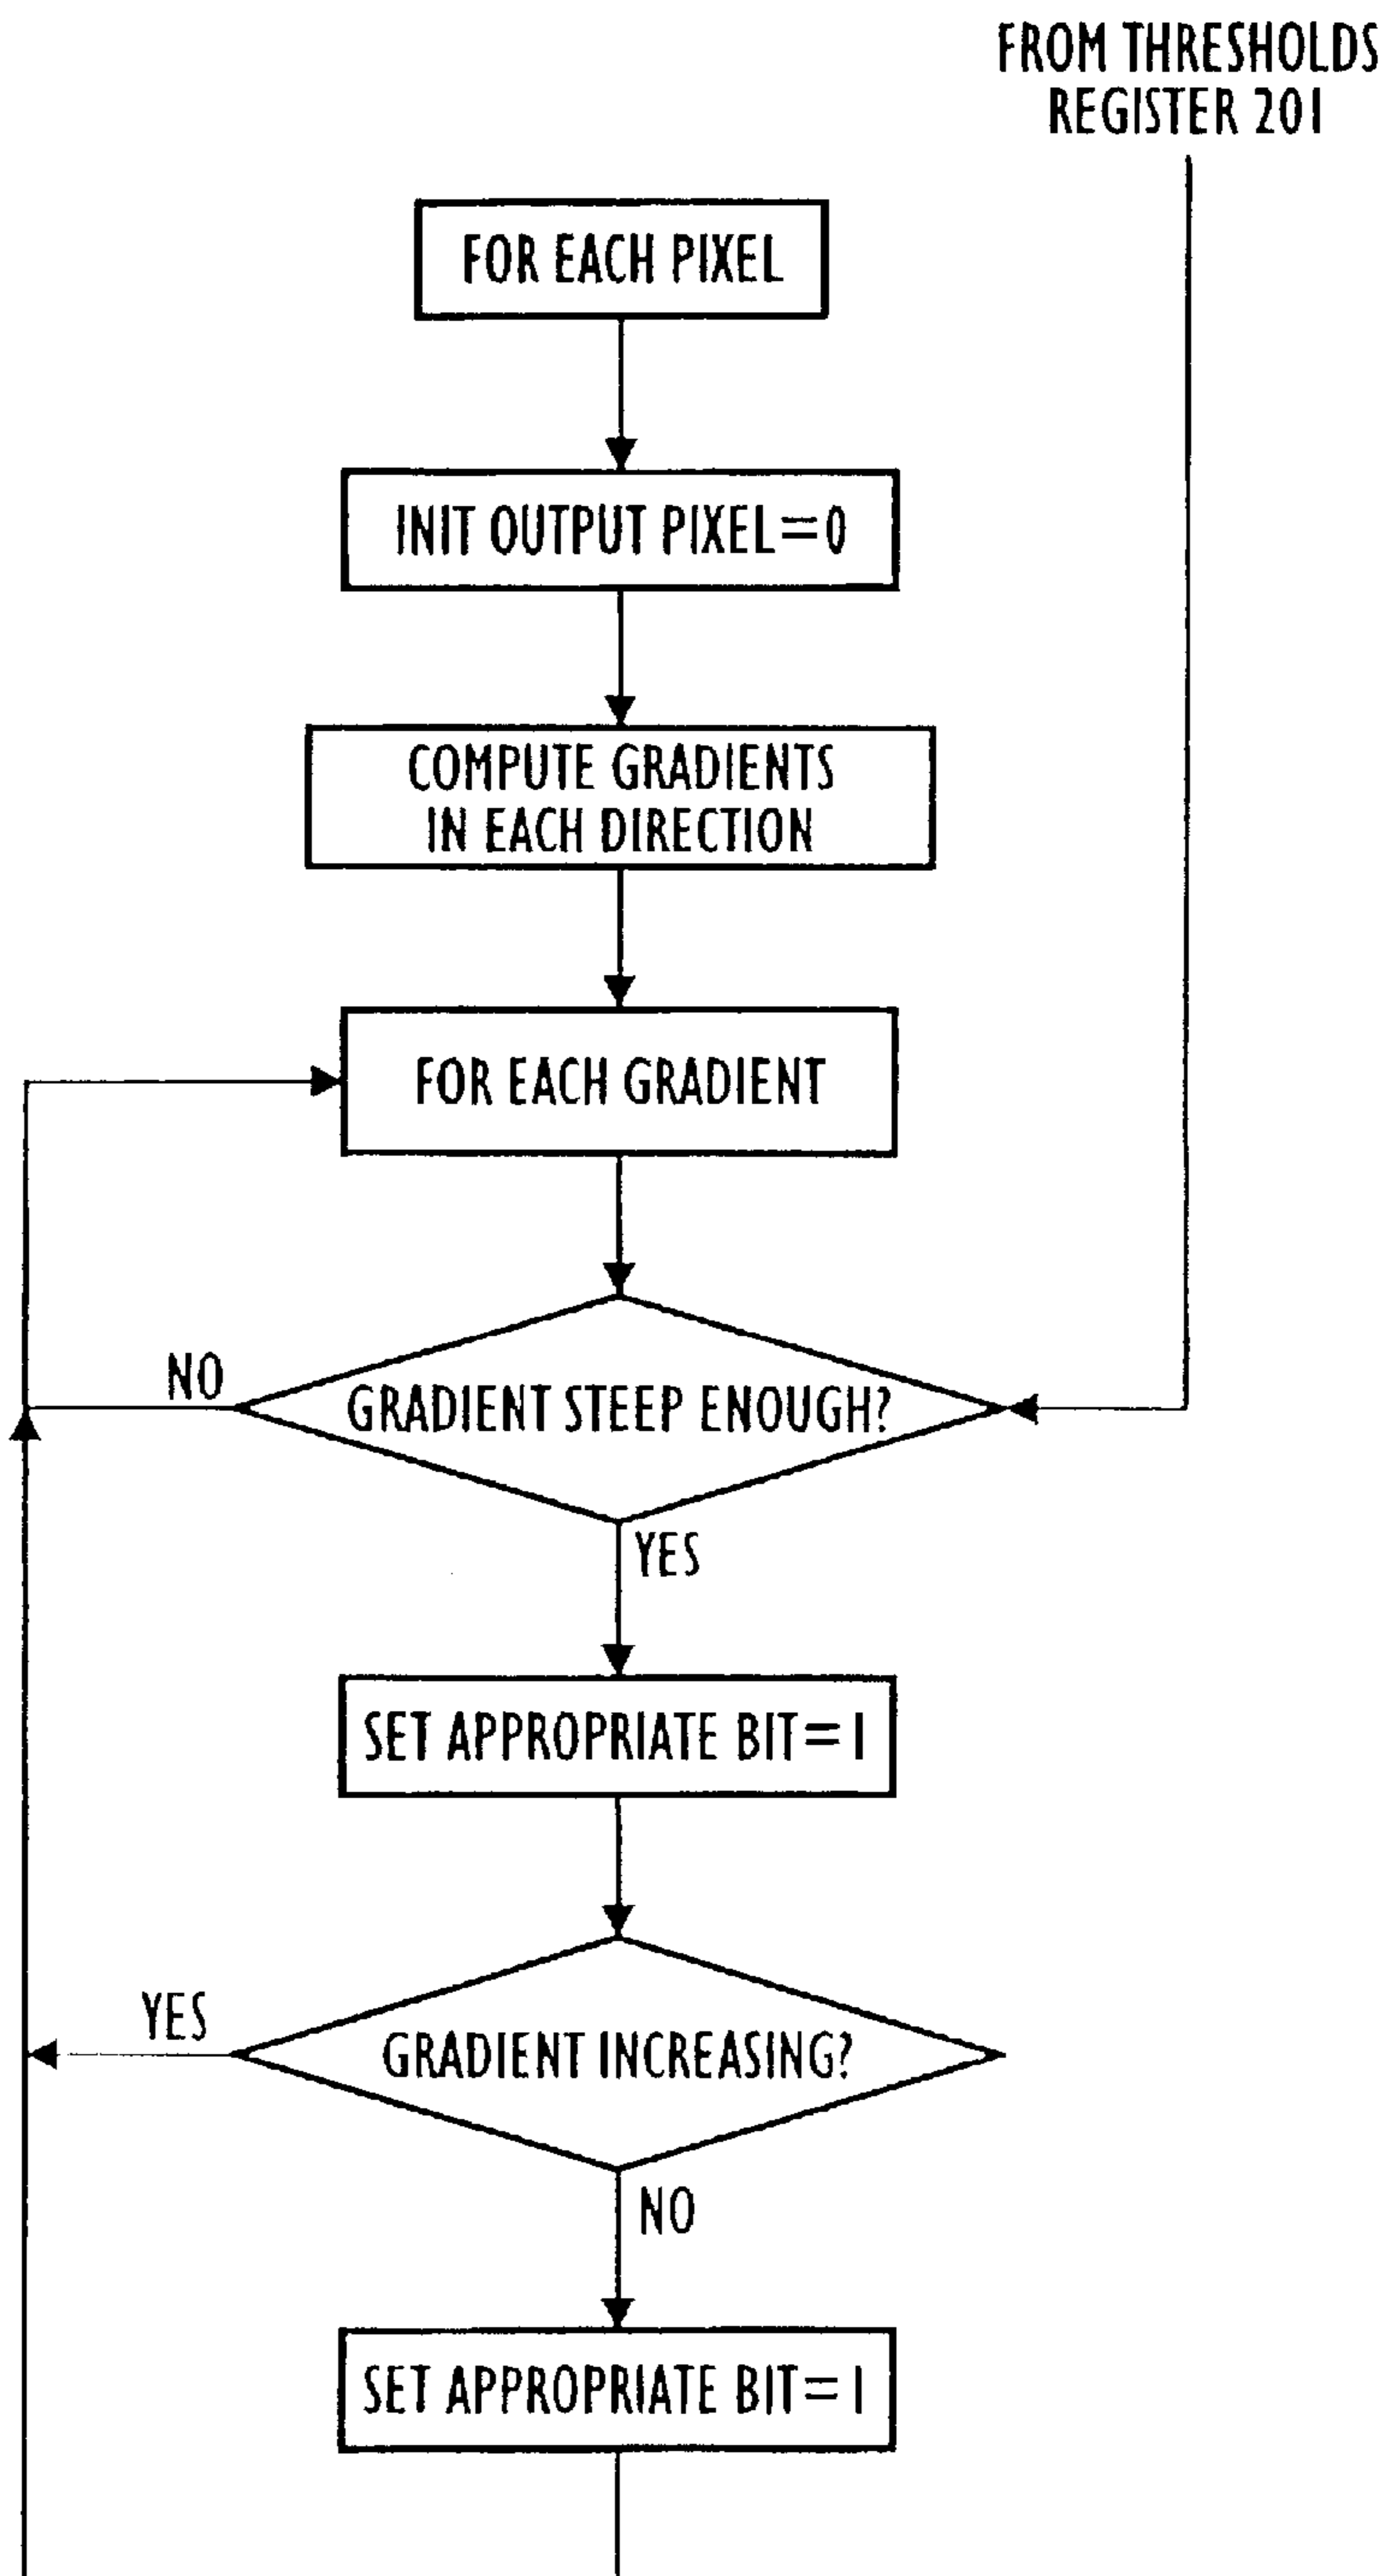 FROM THRESHOLDS
REGISTER 201
FOR EACH PIXEL
INIT OUTPUT PIXEL=0
COMPUTE GRADIENTS
IN EACH DIRECTION
FOR EACH GRADIENT
NO
GRADIENT STEEP ENOUGH?
YES
SET APPROPRIATE BIT=1
YES
GRADIENT INCREASING?
NO
SET APPROPRIATE BIT=1